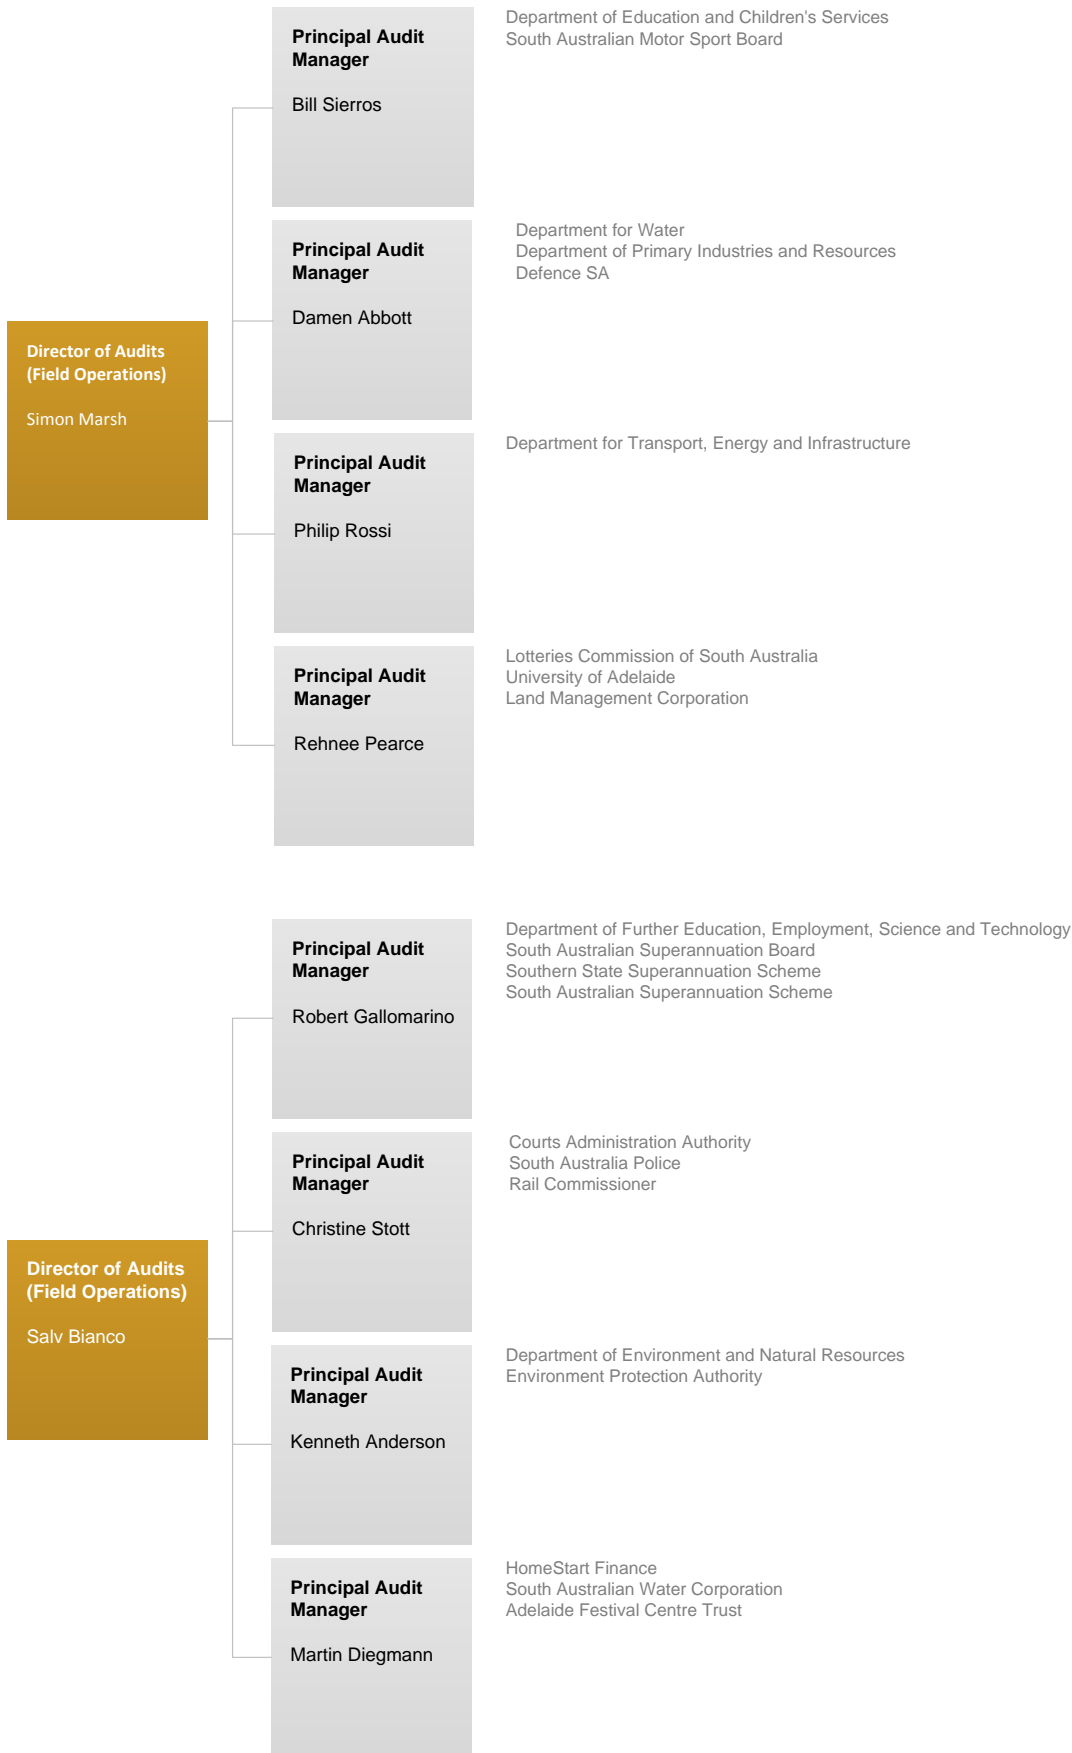 Principal Audit
Manager
Bill Sierros
Department of Education and Children's Services
South Australian Motor Sport Board
Principal Audit
Manager
Damen Abbott
Department for Water
Department of Primary Industries and Resources
Defence SA
Director of Audits
(Field Operations)
Simon Marsh
Principal Audit
Manager
Philip Rossi
Department for Transport, Energy and Infrastructure
Principal Audit
Manager
Rehnee Pearce
Lotteries Commission of South Australia
University of Adelaide
Land Management Corporation
Principal Audit
Manager
Robert Gallomarino
Department of Further Education, Employment, Science and Technology
South Australian Superannuation Board
Southern State Superannuation Scheme
South Australian Superannuation Scheme
Principal Audit
Manager
Christine Stott
Courts Administration Authority
South Australia Police
Rail Commissioner
Director of Audits
(Field Operations)
Salv Bianco
Principal Audit
Manager
Kenneth Anderson
Department of Environment and Natural Resources
Environment Protection Authority
Principal Audit
Manager
Martin Diegmann
HomeStart Finance
South Australian Water Corporation
Adelaide Festival Centre Trust